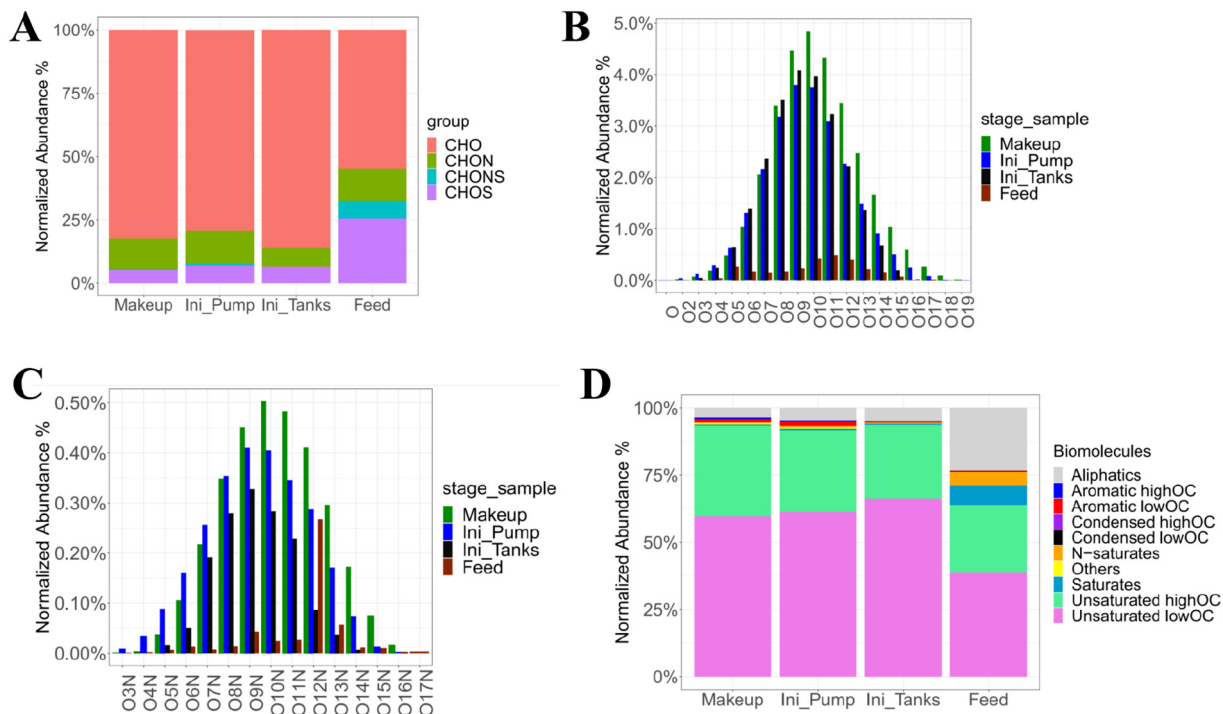 A
Normalized Abundance %
100%
75%
50%
25%
0%
Makeup Ini_Pump Ini_Tanks Feed
group
CHO
CHON
CHONS
CHOS
B
Normalized Abundance %
5.0%
4.0%
3.0%
2.0%
1.0%
0.0%
O O2 O3 O4 O5 O6 O7 O8 O9 O10 O11 O12 O13 O14 O15 O16 O17 O18 O19
stage_sample
Makeup
Ini_Pump
Ini_Tanks
Feed
C
Normalized Abundance %
0.50%
0.40%
0.30%
0.20%
0.10%
0.00%
O3N O4N O5N O6N O7N O8N O9N O10N O11N O12N O13N O14N O15N O16N O17N
stage_sample
Makeup
Ini_Pump
Ini_Tanks
Feed
D
Normalized Abundance %
100%
75%
50%
25%
0%
Makeup Ini_Pump Ini_Tanks Feed
Biomolecules
Aliphatics
Aromatic highOC
Aromatic lowOC
Condensed highOC
Condensed lowOC
N-saturates
Others
Saturates
Unsaturated highOC
Unsaturated lowOC